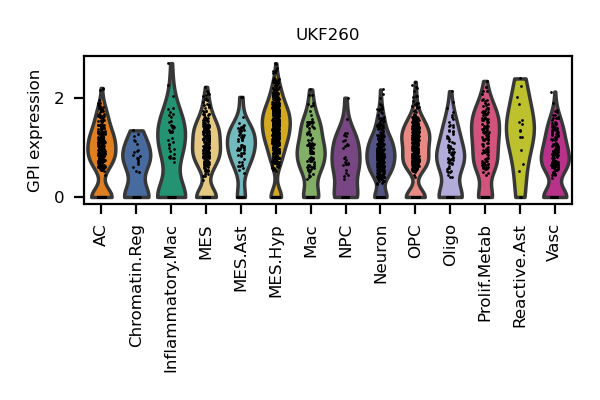 UKF260
GPI expression
2
0
AC
Chromatin.Reg
Inflammatory.Mac
MES
MES.Ast
MES.Hyp
Mac
NPC
Neuron
OPC
Oligo
Prolif.Metab
Reactive.Ast
Vasc